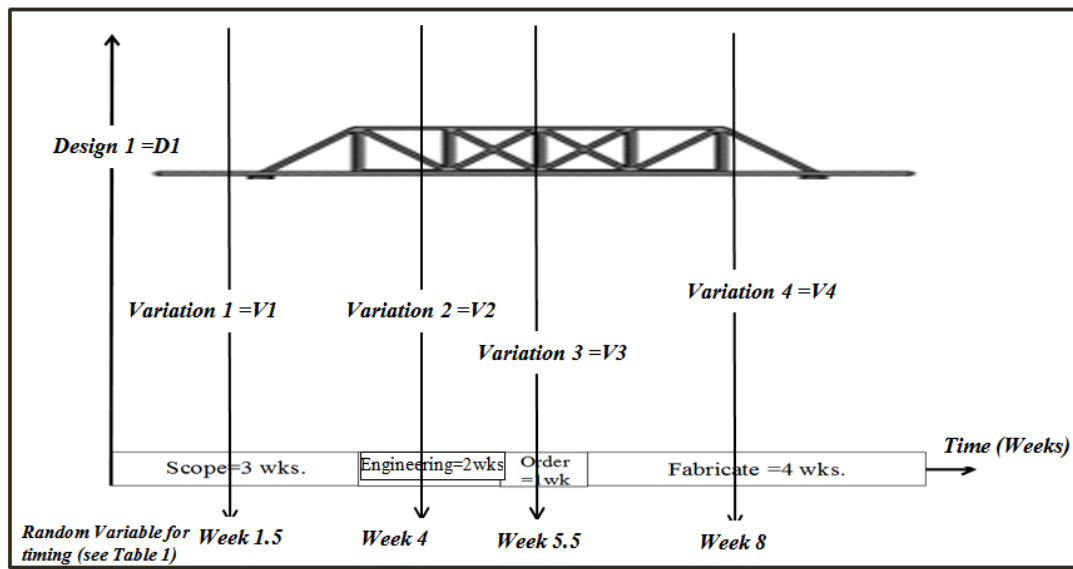 Design 1 =D1
Variation 1 =V1
Variation 2 =V2
Variation 3 =V3
Variation 4 =V4
Scope=3 wks.
Engineering=2wks
Order
=1wk
Fabricate =4 wks.
Time (Weeks)
Random Variable for
timing (see Table 1)
Week 1.5
Week 4
Week 5.5
Week 8